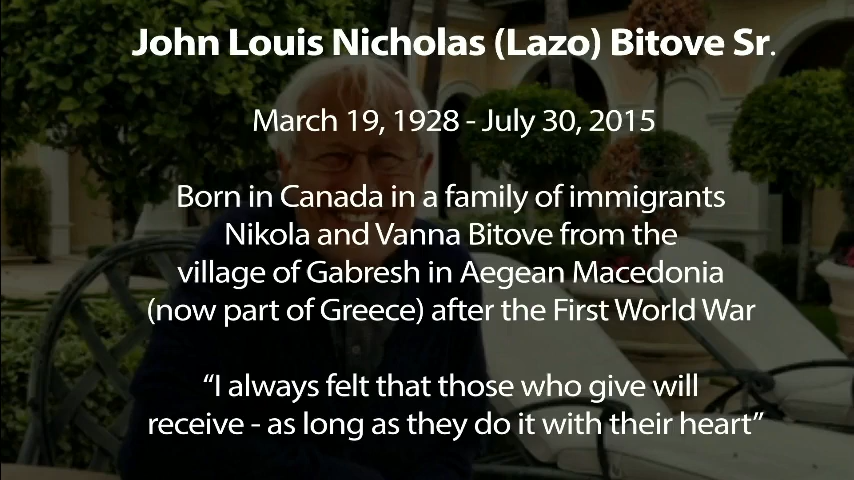 John Louis Nicholas (Lazo) Bitove Sr.
March 19, 1928 - July 30, 2015
Born in Canada in a family of immigrants
Nikola and Vanna Bitove from the
village of Gabresh in Aegean Macedonia
(now part of Greece) after the First World War
“I always felt that those who give will
receive - as long as they do it with their heart”